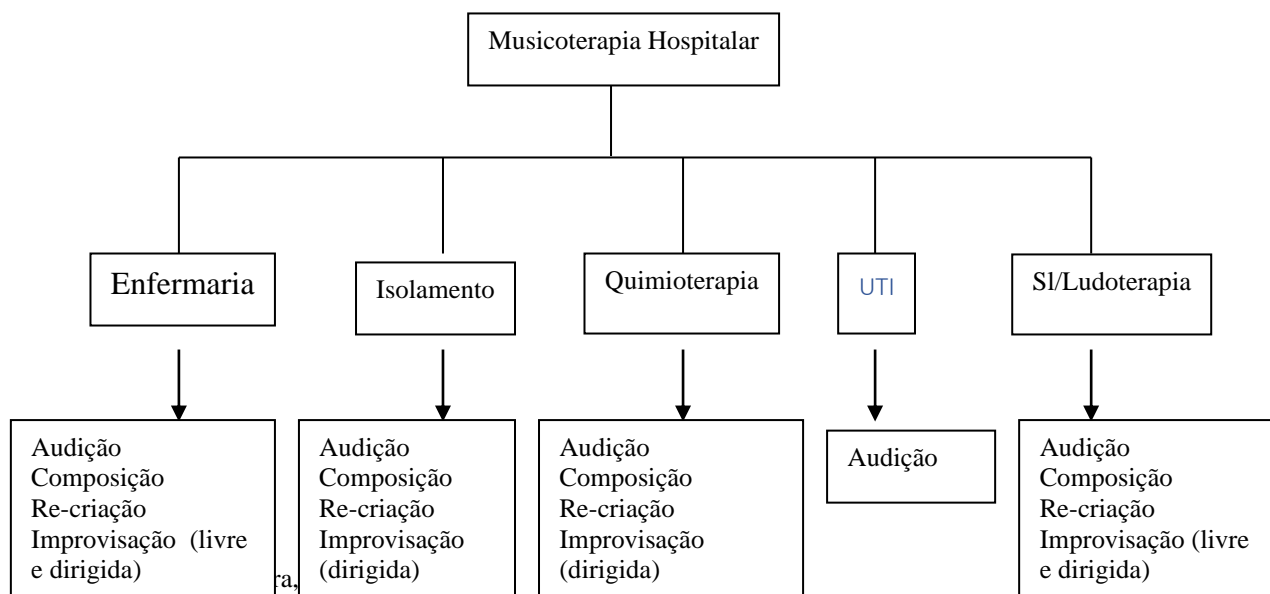 Musicoterapia Hospitalar
Enfermaria
Isolamento
Quimioterapia
UTI
Sl/Ludoterapia
Audição
Composição
Re-criação
Improvisação (livre
e dirigida)
Audição
Composição
Re-criação
Improvisação
(dirigida)
Audição
Composição
Re-criação
Improvisação
(dirigida)
Audição
Audição
Composição
Re-criação
Improvisação (livre
e dirigida)